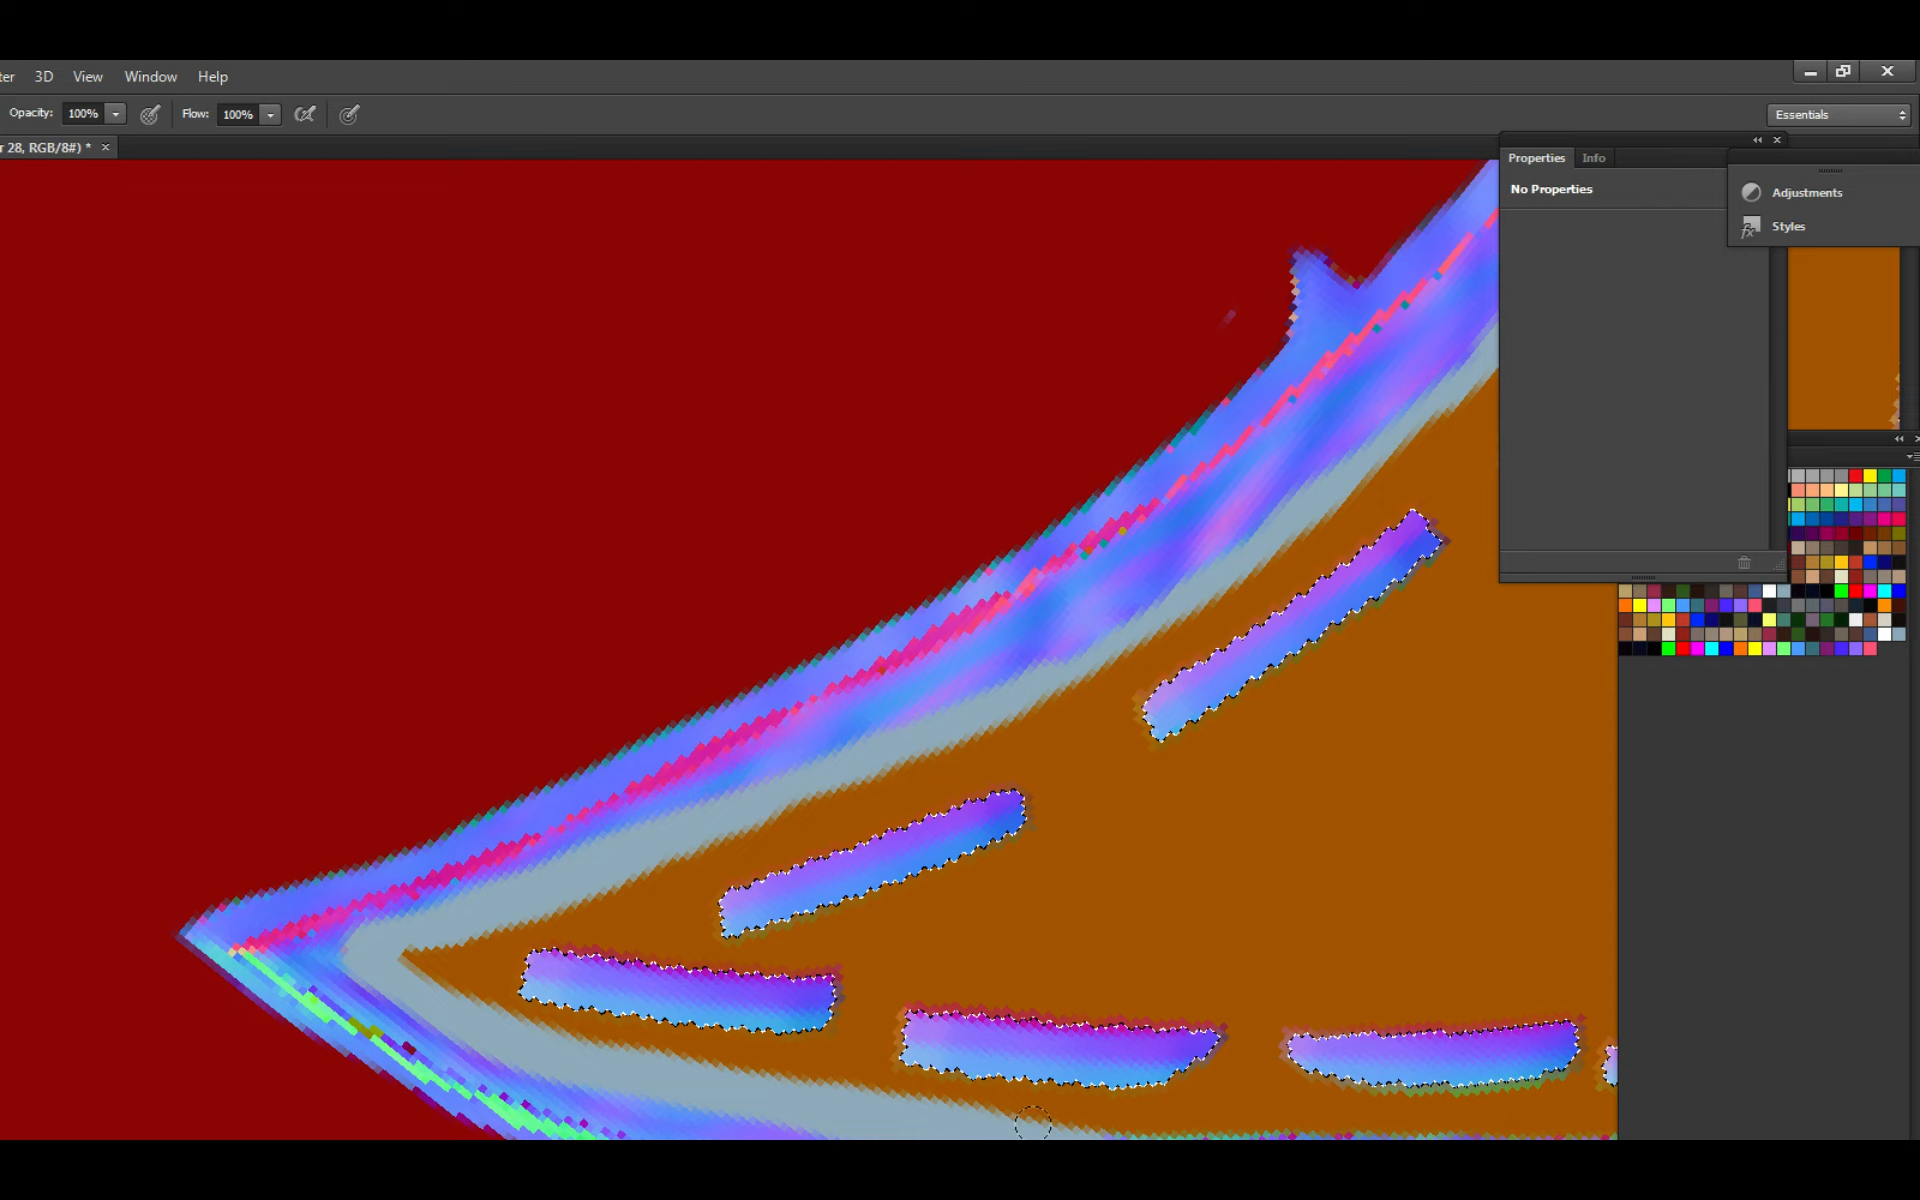 ter 3D View Window Help
Opacity: 100% Flow: 100% Essentials
r 28, RGB/8#) * ×
Properties Info
No Properties
Adjustments
fx Styles